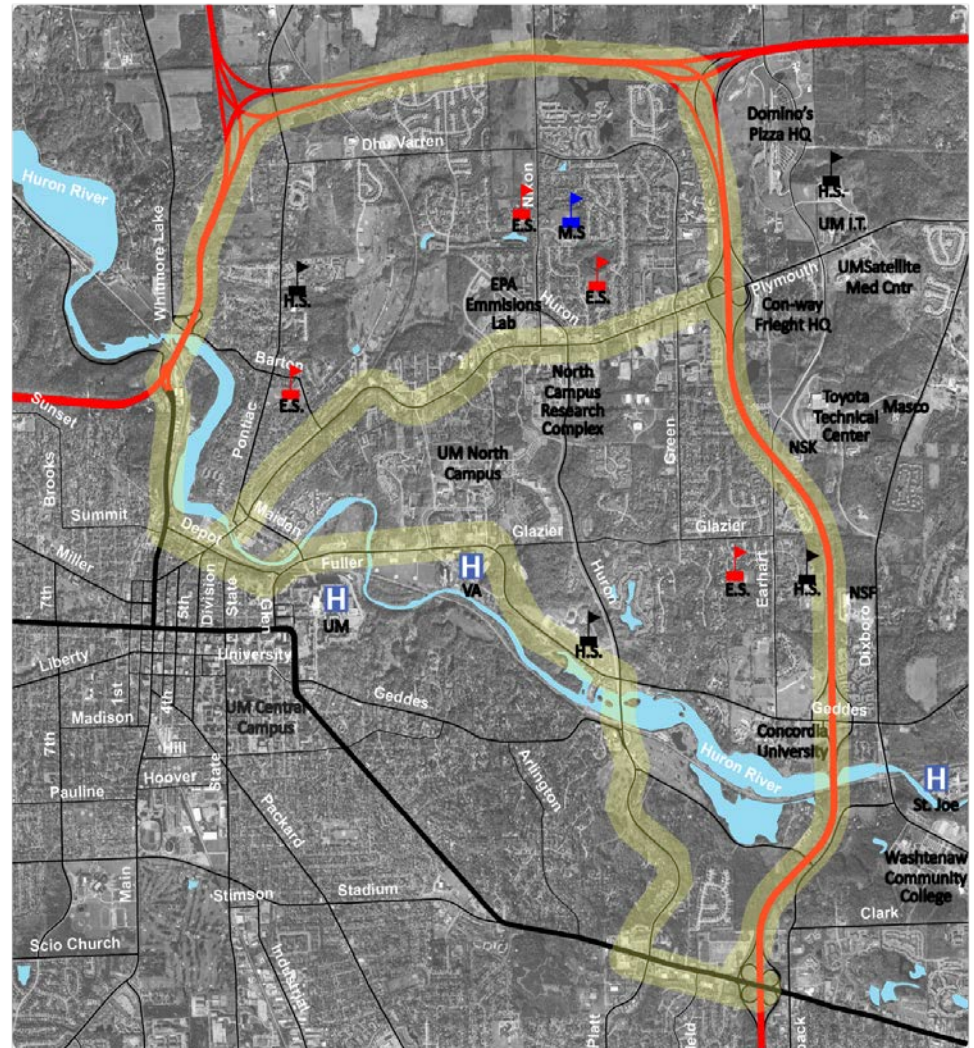 Domino's
Pizza HQ
Dhu Varren
Huron River
H.S.
Nixon
E.S.
M.S
UM I.T.
Whitmore Lake
UMSatellite
Med Cntr
Plymouth
H.S.
EPA
Emmisions
Lab
E.S.
Huron
Con-way
Frieght HQ
Barton
E.S.
North
Campus
Research
Complex
Toyota
Technical
Center
Masco
Sunset
Pontiac
Green
NSK
UM North
Campus
Brooks
Summit
Maiden
Depot
Glazier
Glazier
Miller
Fuller
H
VA
Huron
E.S.
Earhart
H.S.
7th
5th
Division
State
Glen
H
UM
NSF
Dixboro
H.S.
Liberty
University
1st
4th
Geddes
Geddes
Madison
UM Central
Campus
Concordia
University
7th
Hill
State
Huron River
Hoover
Arlington
H
St. Joe
Pauline
Packard
Washtenaw
Community
College
Main
Stimson
Stadium
Clark
Scio Church
Industrial
Platt